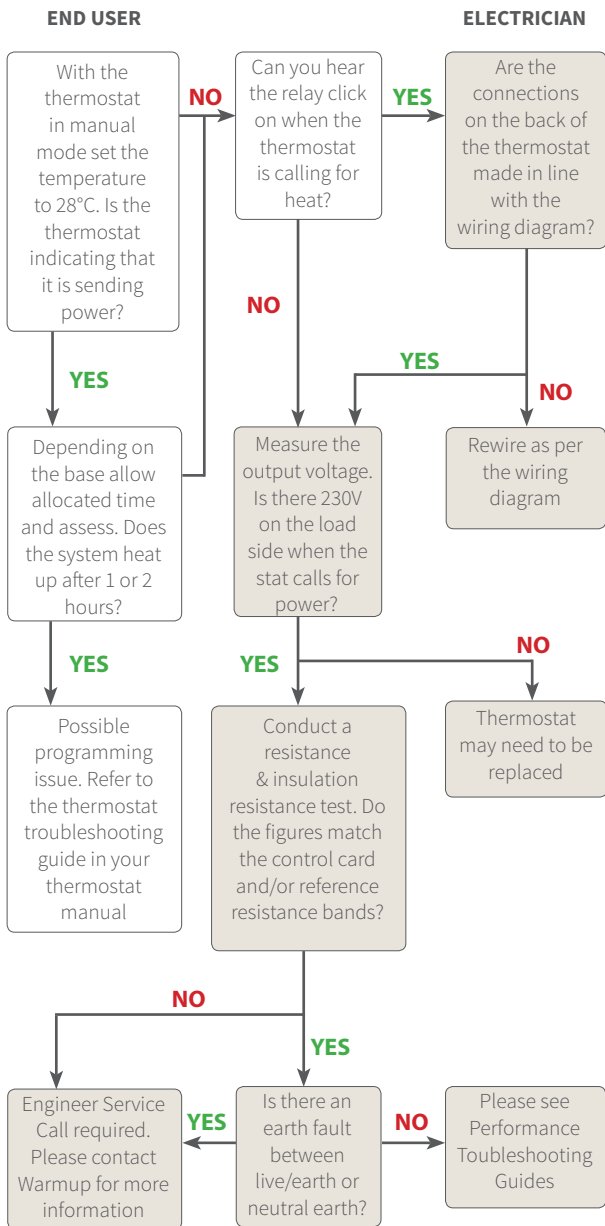 END USER
ELECTRICIAN
With the
thermostat
in manual
mode set the
temperature
to 28°C. Is the
thermostat
indicating that
it is sending
power?
NO
Can you hear
the relay click
on when the
thermostat
is calling for
heat?
YES
Are the
connections
on the back of
the thermostat
made in line
with the
wiring diagram?
YES
NO
YES
NO
Depending on
the base allow
allocated time
and assess. Does
the system heat
up after 1 or 2
hours?
Measure the
output voltage.
Is there 230V
on the load
side when the
stat calls for
power?
Rewire as per
the wiring
diagram
YES
YES
NO
Possible
programming
issue. Refer to
the thermostat
troubleshooting
guide in your
thermostat
manual
Conduct a
resistance
& insulation
resistance test. Do
the figures match
the control card
and/or reference
resistance bands?
Thermostat
may need to be
replaced
NO
YES
Engineer Service
Call required.
Please contact
Warmup for more
information
YES
Is there an
earth fault
between
live/earth or
neutral earth?
NO
Please see
Performance
Toubleshooting
Guides